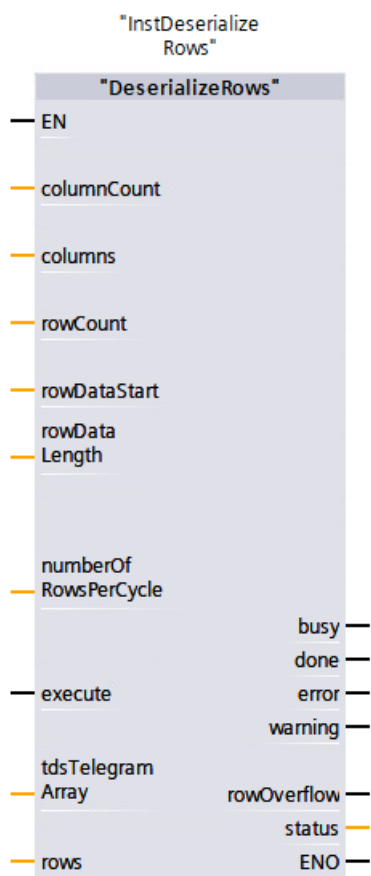 "InstDeserialize
Rows"
"DeserializeRows"
EN
columnCount
columns
rowCount
rowDataStart
rowData
Length
numberOf
RowsPerCycle
busy
done
execute
error
warning
tdsTelegram
Array
rowOverflow
status
rows
ENO